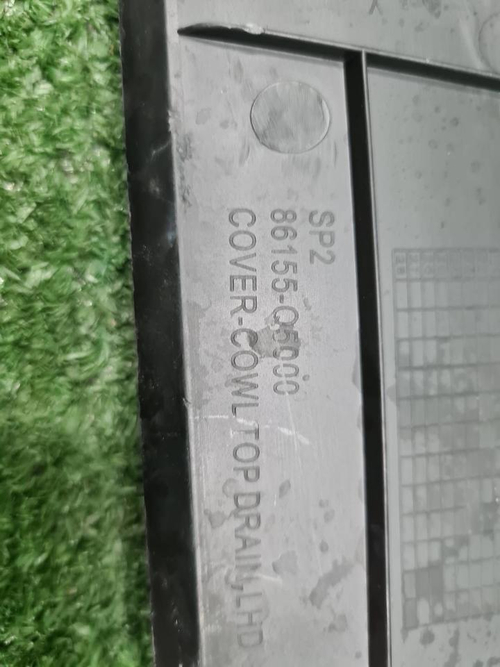 SP2
86155-Q5000
COVER-COWL TOP DRAIN,LHD